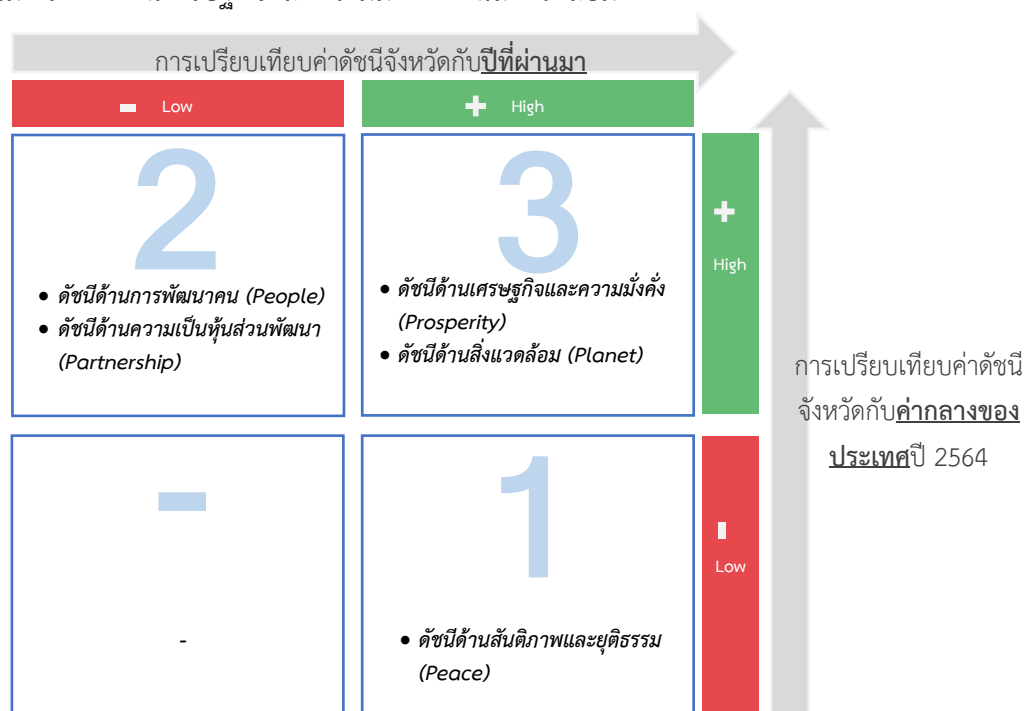 การเปรียบเทียบค่าดัชนีจังหวัดกับปีที่ผ่านมา
- Low
+ High
2
• ดัชนีด้านการพัฒนาคน (People)
• ดัชนีด้านความเป็นหุ้นส่วนพัฒนา
(Partnership)
3
• ดัชนีด้านเศรษฐกิจและความมั่งคั่ง
(Prosperity)
• ดัชนีด้านสิ่งแวดล้อม (Planet)
+
High
การเปรียบเทียบค่าดัชนี
จังหวัดกับค่ากลางของ
ประเทศปี 2564
-
-
1
• ดัชนีด้านสันติภาพและยุติธรรม
(Peace)
-
Low